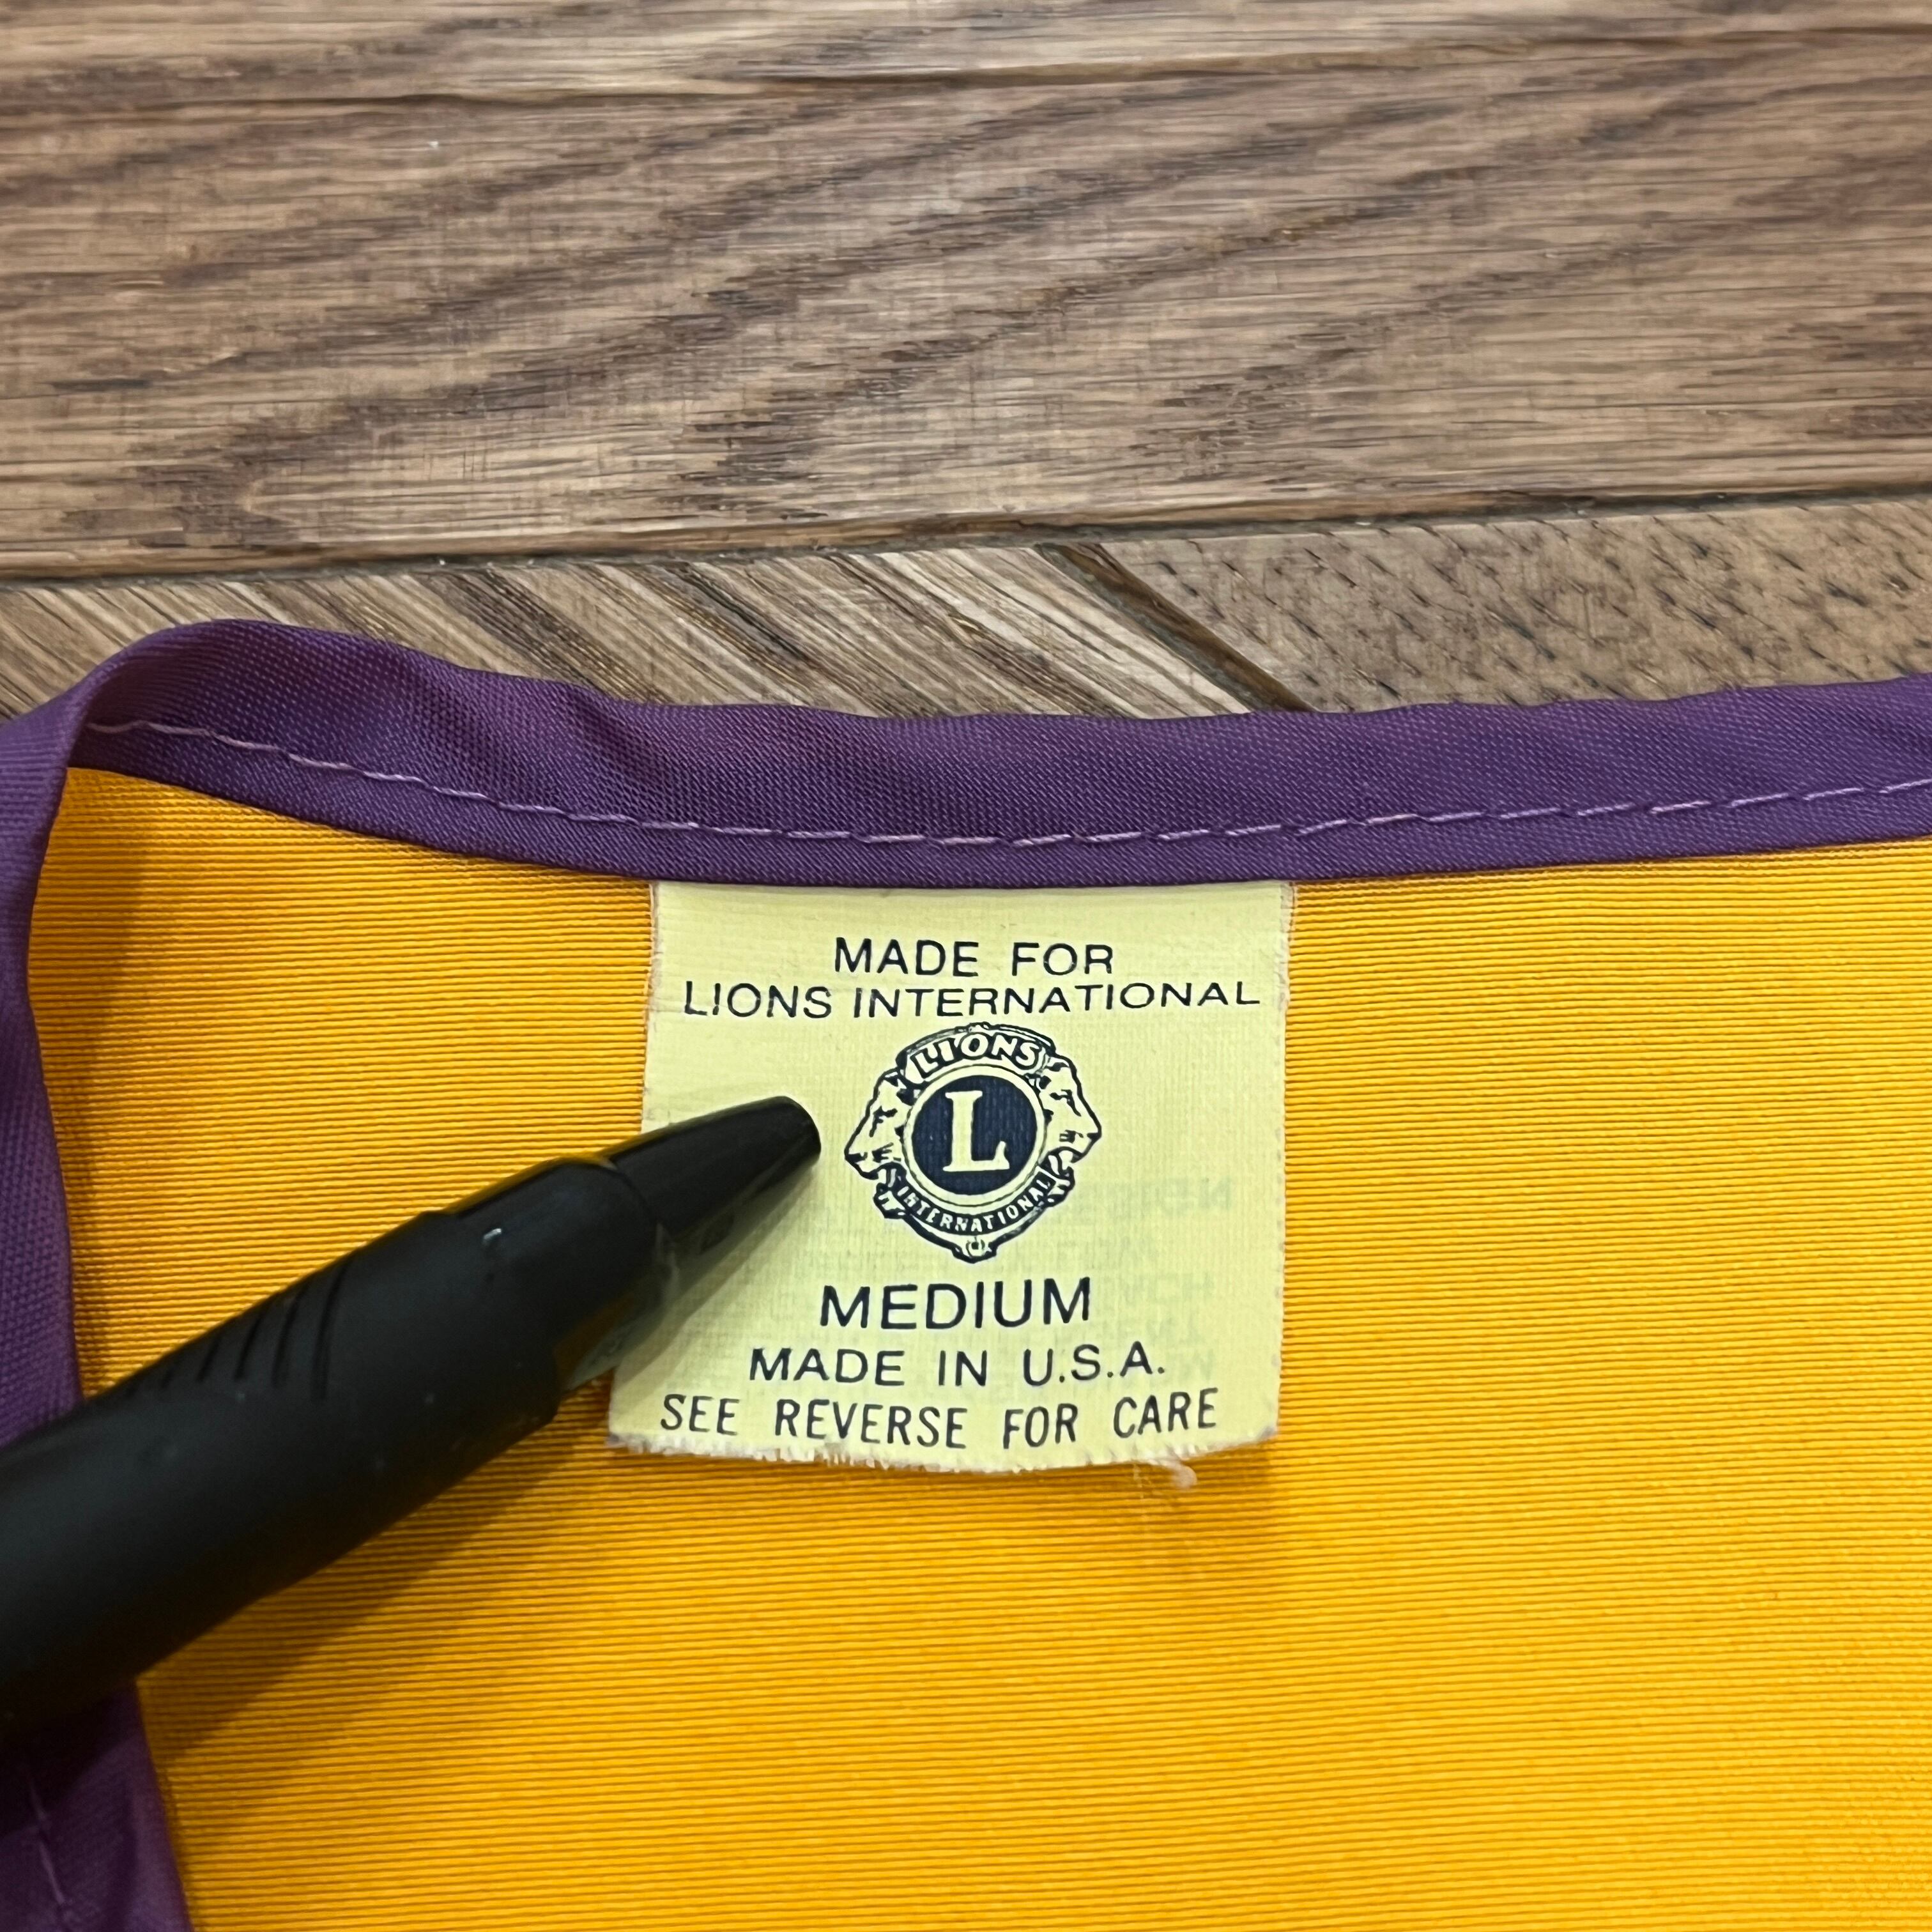 MADE FOR
LIONS INTERNATIONAL
LIONS
L
INTERNATIONAL
MEDIUM
MADE IN U.S.A.
SEE REVERSE FOR CARE